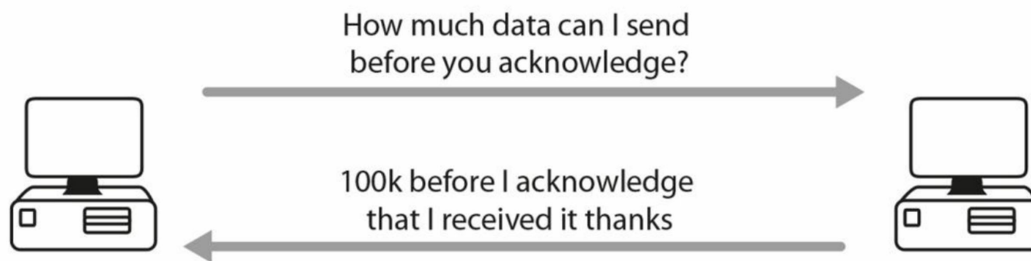 How much data can I send
before you acknowledge?
100k before I acknowledge
that I received it thanks